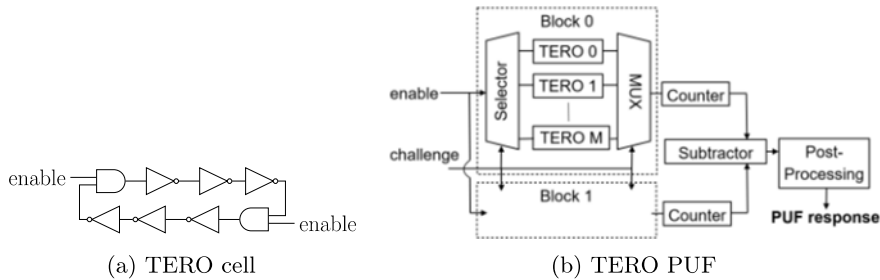 enable
enable
(a) TERO cell
Block 0
Selector
TERO 0
TERO 1
TERO M
MUX
enable
challenge
Block 1
Counter
Counter
Subtractor
Post-
Processing
PUF response
(b) TERO PUF